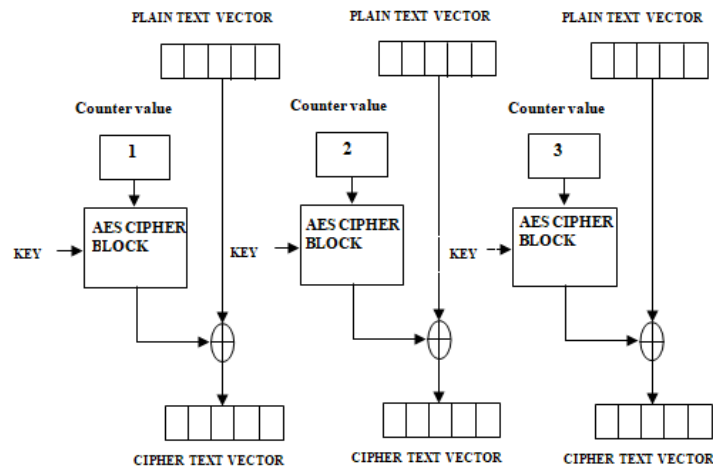 PLAIN TEXT VECTOR
PLAIN TEXT VECTOR
PLAIN TEXT VECTOR
Counter value
Counter value
Counter value
1
2
3
AES CIPHER
BLOCK
AES CIPHER
BLOCK
AES CIPHER
BLOCK
KEY
KEY
KEY
CIPHER TEXT VECTOR
CIPHER TEXT VECTOR
CIPHER TEXT VECTOR